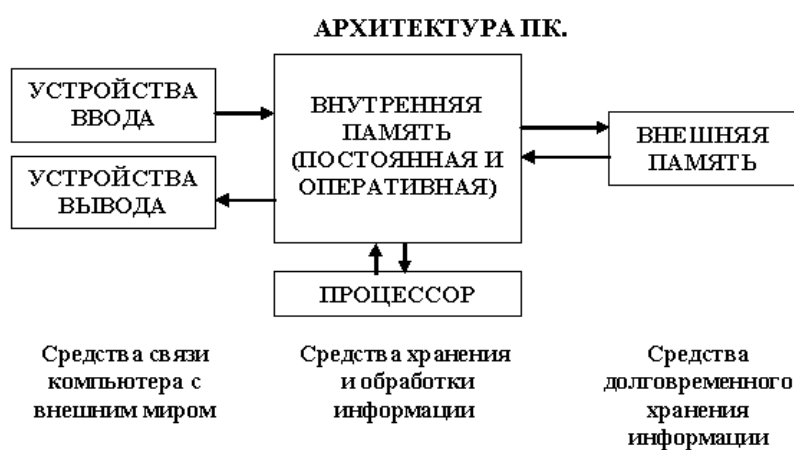 АРХИТЕКТУРА ПК.
УСТРОЙСТВА
ВВОДА
УСТРОЙСТВА
ВЫВОДА
ВНУТРЕННЯЯ
ПАМЯТЬ
(ПОСТОЯННАЯ И
ОПЕРАТИВНАЯ)
ВНЕШНЯЯ
ПАМЯТЬ
ПРОЦЕССОР
Средства связи
компьютера с
внешним миром
Средства хранения
и обработки
информации
Средства
долговременного
хранения
информации